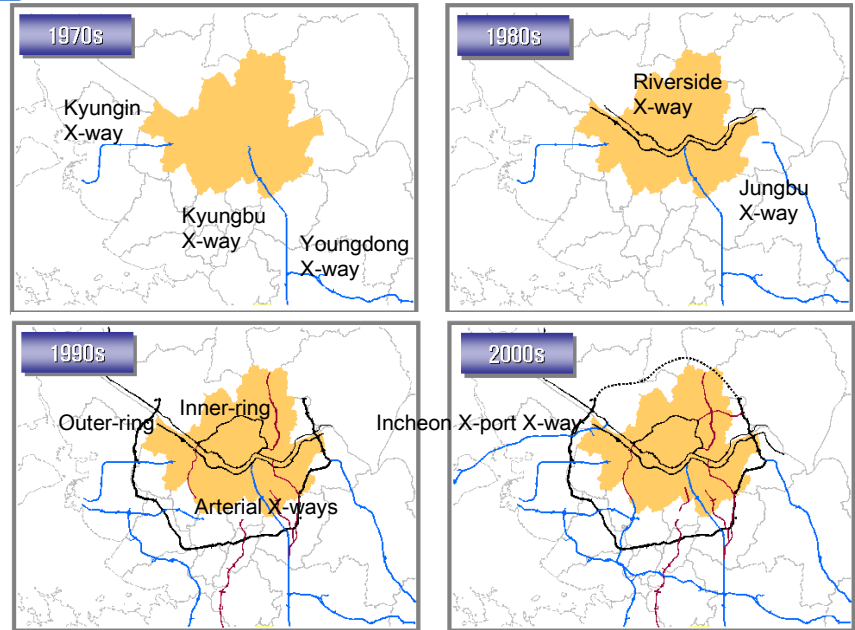 1970s
Kyungin
X-way
Kyungbu
X-way
Youngdong
X-way
1980s
Riverside
X-way
Jungbu
X-way
1990s
Outer-ring
Inner-ring
Arterial X-ways
2000s
Incheon X-port X-way